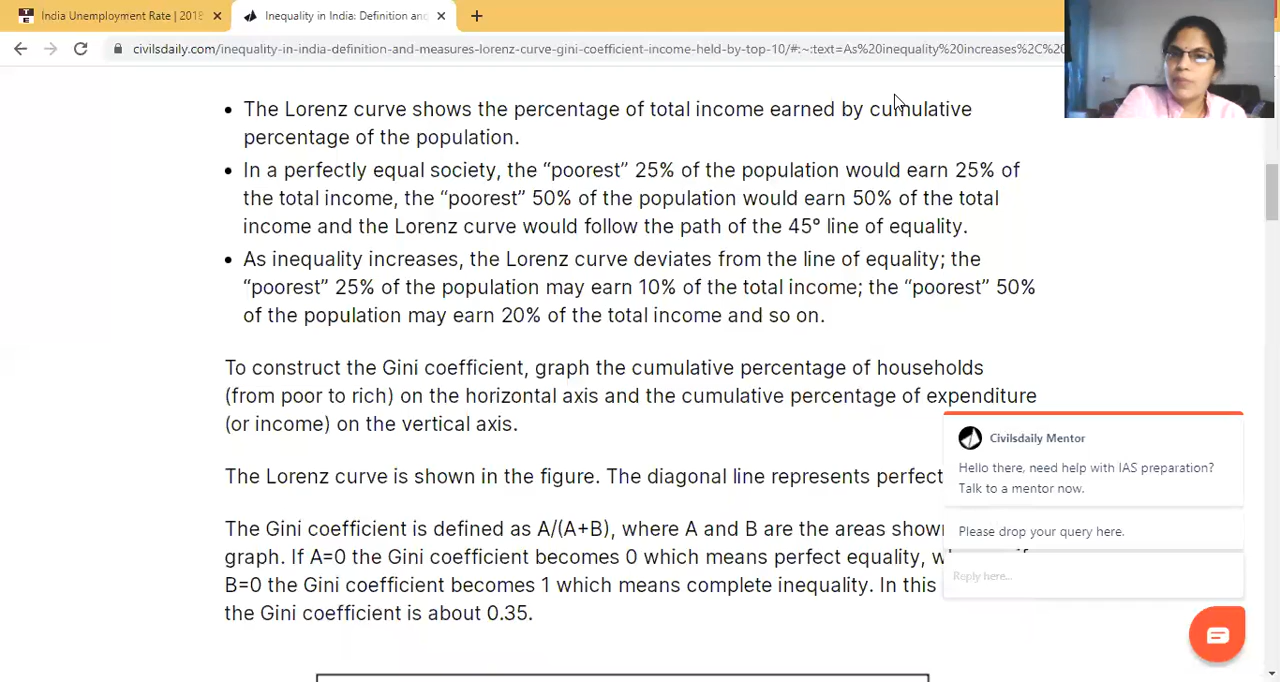 India Unemployment Rate | 2018
Inequality in India: Definition and
civilsdaily.com/inequality-in-india-definition-and-measures-lorenz-curve-gini-coefficient-income-held-by-top-10/#:~:text=As%20inequality%20increases%2C%20
The Lorenz curve shows the percentage of total income earned by cumulative
percentage of the population.
In a perfectly equal society, the “poorest” 25% of the population would earn 25% of
the total income, the “poorest” 50% of the population would earn 50% of the total
income and the Lorenz curve would follow the path of the 45° line of equality.
As inequality increases, the Lorenz curve deviates from the line of equality; the
“poorest” 25% of the population may earn 10% of the total income; the “poorest” 50%
of the population may earn 20% of the total income and so on.
To construct the Gini coefficient, graph the cumulative percentage of households
(from poor to rich) on the horizontal axis and the cumulative percentage of expenditure
(or income) on the vertical axis.
The Lorenz curve is shown in the figure. The diagonal line represents perfect
The Gini coefficient is defined as A/(A+B), where A and B are the areas shown
graph. If A=0 the Gini coefficient becomes 0 which means perfect equality,
B=0 the Gini coefficient becomes 1 which means complete inequality. In this
the Gini coefficient is about 0.35.
Civilsdaily Mentor
Hello there, need help with IAS preparation?
Talk to a mentor now.
Please drop your query here.
Reply here...